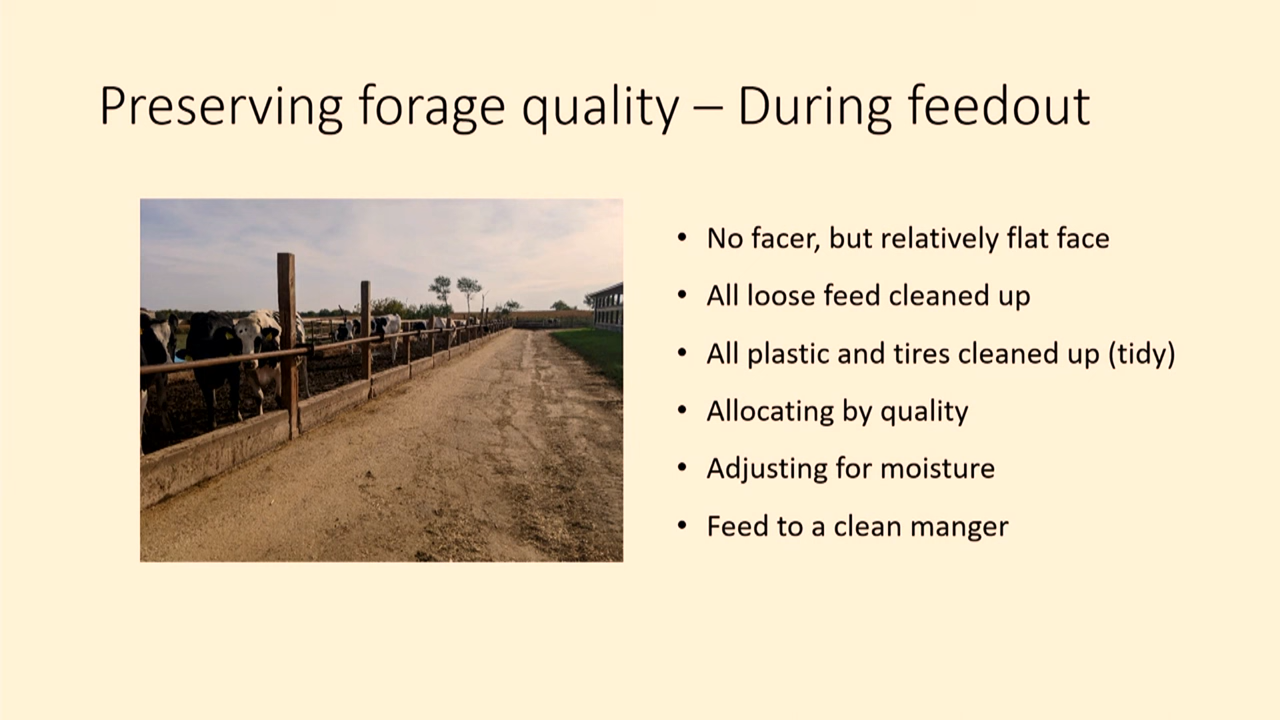 Preserving forage quality – During feedout
• No facer, but relatively flat face
• All loose feed cleaned up
• All plastic and tires cleaned up (tidy)
• Allocating by quality
• Adjusting for moisture
• Feed to a clean manger